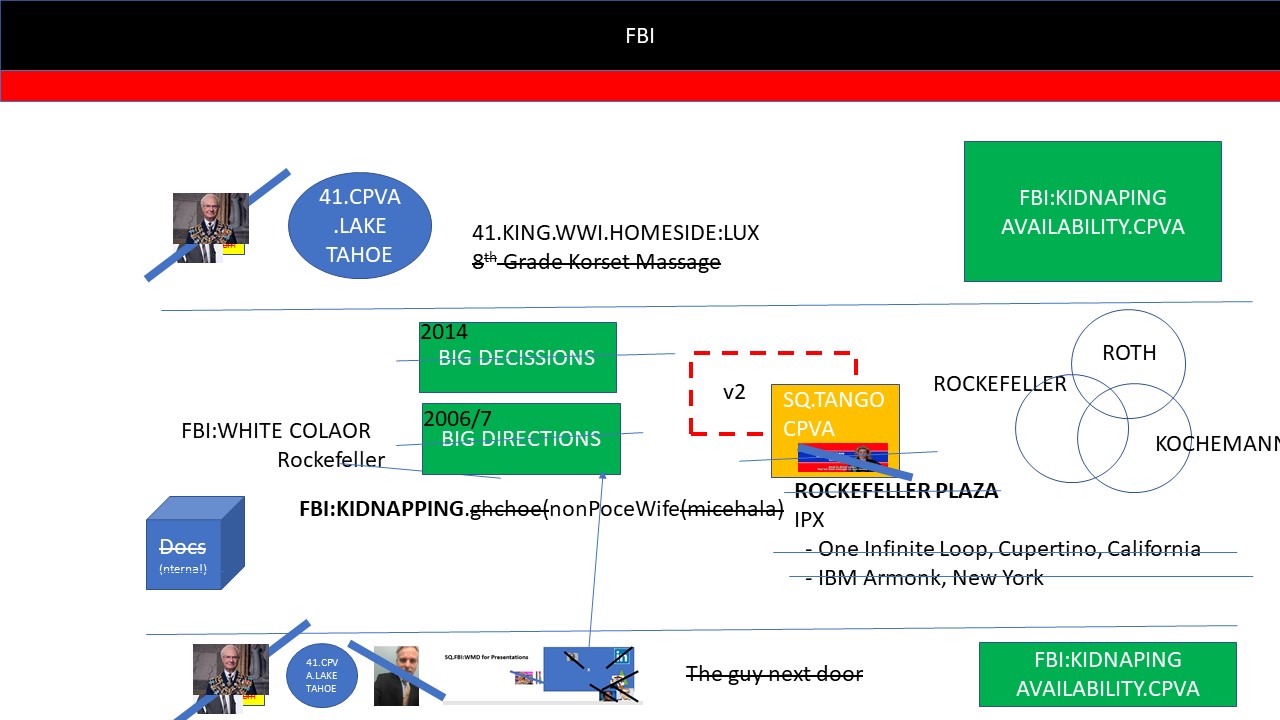 FBI
41.CPVA
.LAKE
TAHOE
41.KING.WWI.HOMESIDE:LUX
8th Grade Korset Massage
FBI:KIDNAPING
AVAILABILITY.CPVA
2014
BIG DECISSIONS
2006/7
BIG DIRECTIONS
v2
SQ.TANGO
CPVA
ROTH
ROCKEFELLER
KOCHEMANN
FBI:WHITE COLAOR
Rockefeller
ROCKEFELLER PLAZA
IPX
- One Infinite Loop, Cupertino, California
- IBM Armonk, New York
FBI:KIDNAPPING.ghchoe(nonPoceWife(micehala)
Docs
(nternal)
41.CPV
A.LAKE
TAHOE
SQ.FBI:WMD for Presentations
in
The guy next door
FBI:KIDNAPING
AVAILABILITY.CPVA